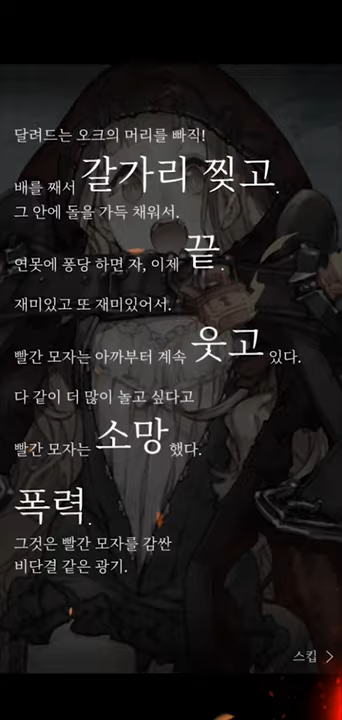 달려드는 오크의 머리를 빠직!
배를 째서 갈가리 찢고.
그 안에 돌을 가득 채워서.
연못에 퐁당 하면 자, 이제 끝.
재미있고 또 재미있어서.
빨간 모자는 아까부터 계속 웃고 있다.
다 같이 더 많이 놀고 싶다고
빨간 모자는 소망했다.
폭력.
그것은 빨간 모자를 감싼
비단결 같은 광기.
스킵 >